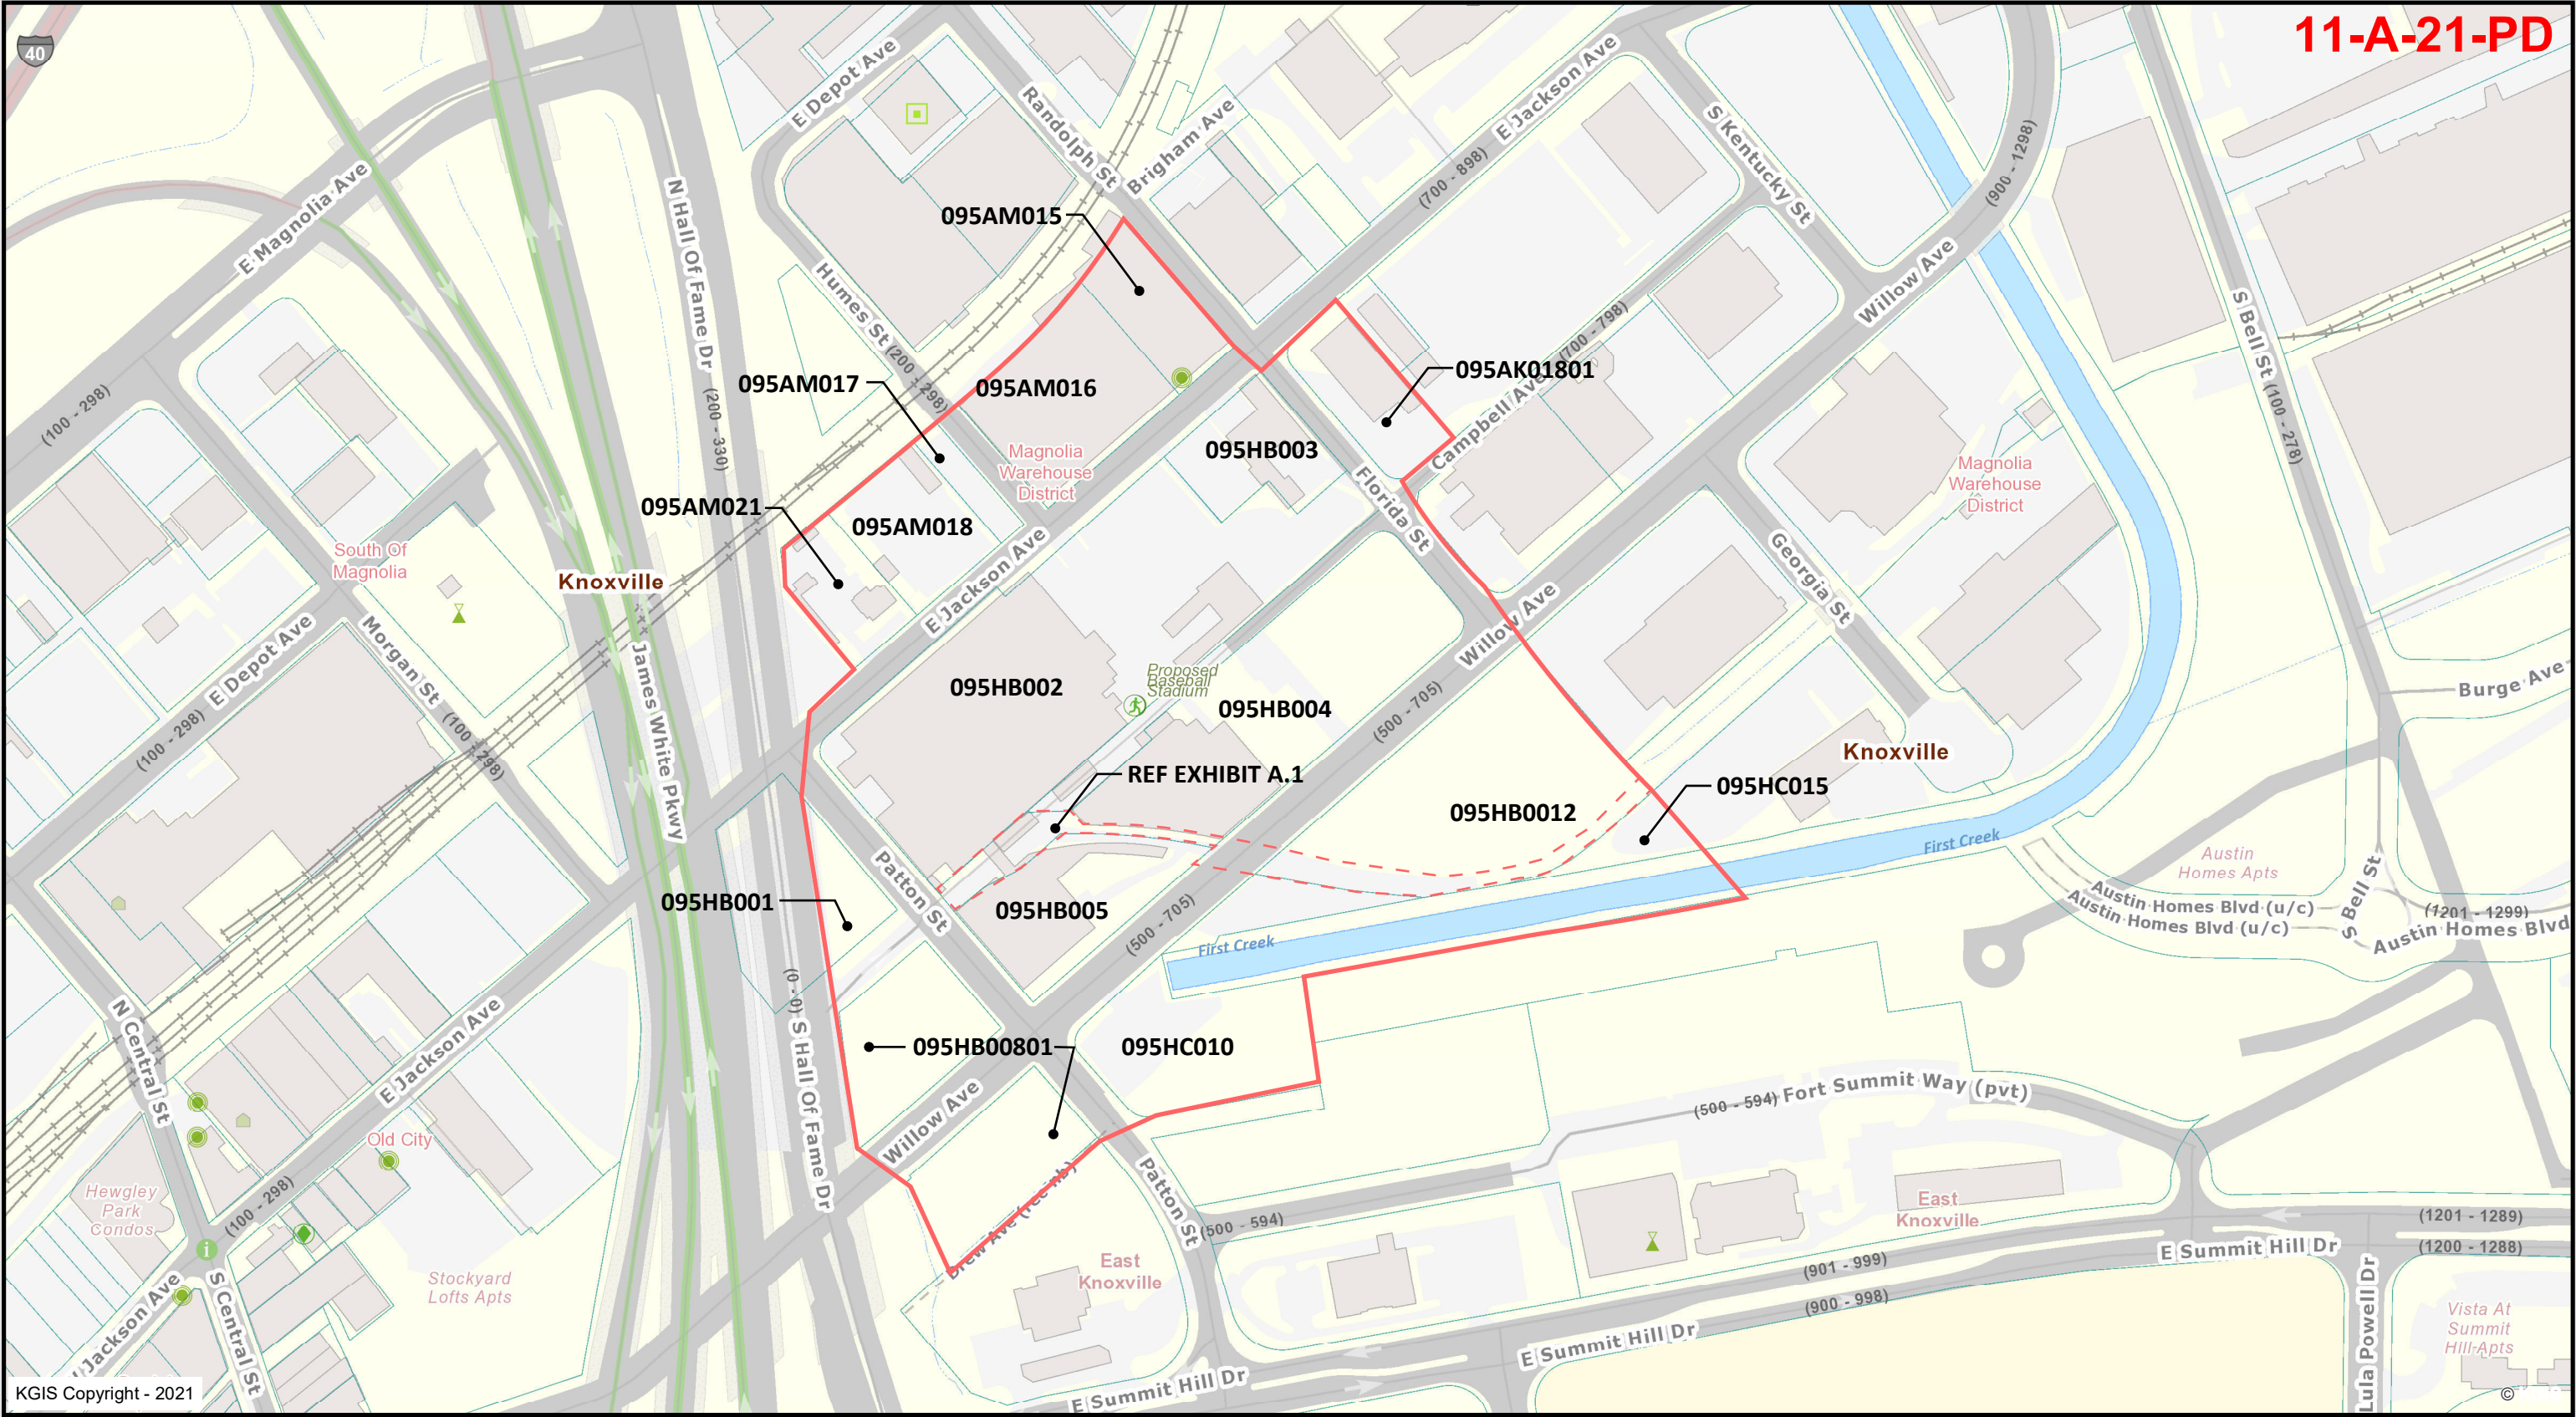 11-A-21-PD
40
E Depot Ave
Randolph St
Brigham Ave
E Jackson Ave
(700 - 898)
S Kentucky St
(900 - 1298)
E Magnolia Ave
N Hall Of Fame Dr
(200 - 330)
095AM015
Humes St
(200 - 298)
Willow Ave
S Bell St
(100 - 278)
(700 - 798)
Campbell Ave
095AK01801
095AM017
095AM016
(100 - 298)
Magnolia
Warehouse
District
095HB003
Florida St
Magnolia
Warehouse
District
095AM021
095AM018
South Of
Magnolia
Knoxville
E Jackson Ave
Georgia St
Willow Ave
E Depot Ave
(100 - 298)
Morgan St
(100 - 298)
James White Pkwy
095HB002
Proposed
Baseball
Stadium
095HB004
(500 - 705)
Burge Ave
Knoxville
REF EXHIBIT A.1
095HC015
095HB0012
First Creek
Austin
Homes Apts
Patton St
095HB001
095HB005
(500 - 705)
First Creek
Austin Homes Blvd (u/c)
Austin Homes Blvd (u/c)
S Bell St
(1201 - 1299)
Austin Homes Blvd
N Central St
E Jackson Ave
(0 - 0)
S Hall Of Fame Dr
095HB00801
095HC010
Willow Ave
(500 - 594)
Fort Summit Way (pvt)
Old City
(100 - 298)
Hewgley
Park
Condos
Patton St
(500 - 594)
East
Knoxville
East
Knoxville
(1201 - 1289)
(1200 - 1288)
E Summit Hill Dr
(901 - 999)
(900 - 998)
Stockyard
Lofts Apts
S Central St
Jackson Ave
E Summit Hill Dr
E Summit Hill Dr
Lula Powell Dr
Vista At
Summit
Hill-Apts
KGIS Copyright - 2021
©